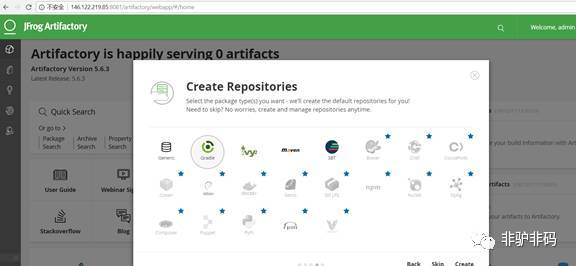 不安全 146.122.219.85:8081/artifactory/webapp/#/home
JFrog Artifactory
Welcome, admin
Artifactory is happily serving 0 artifacts
Artifactory Version 5.6.3
Latest Release: 5.6.3
Quick Search
Or go to
Package Search
Archive Search
Property Search
User Guide
Webinar Sig
Stackoverflow
Blog
Create Repositories
Select the package type(s) you want - we'll create the default repositories for you!
Need to skip? No worries, create and manage repositories anytime.
Generic
Gradle
Ivy
Maven
SBT
Bower
Chef
CocoaPods
Conan
Debian
Docker
Gems
Git LFS
npm
NuGet
Opkg
Composer
Puppet
PyPi
rpm
Back
Skip
Create
your build information with Art
Artifacts
your artifacts to Artifactory.
非驴非码